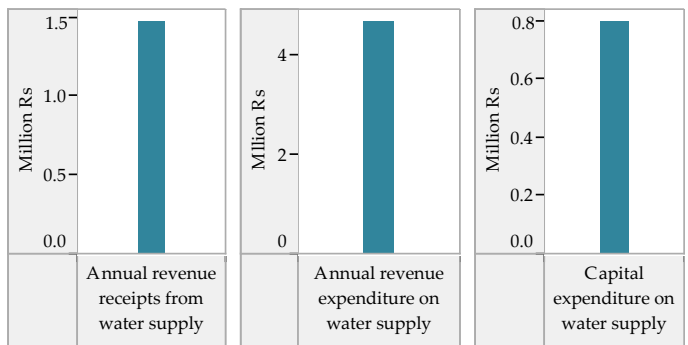 Million Rs
1.5
1.0
0.5
0.0
Annual revenue
receipts from
water supply
Mllion Rs
4
2
0
Annual revenue
expenditure on
water supply
Million Rs
0.8
0.6
0.4
0.2
0.0
Capital
expenditure on
water supply